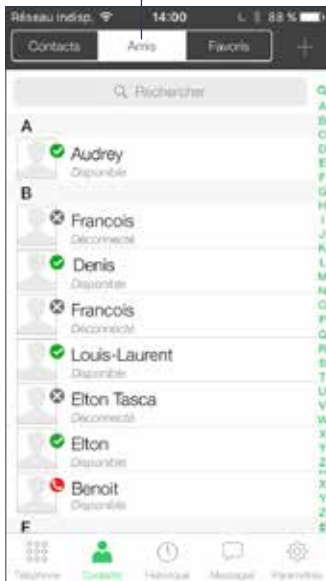 Réseau indisp. 14:00 88 %
Contacts Amis Favoris
Rechercher
A
Audrey
Disponible
B
Francois
Déconnecté
Denis
Disponible
Francois
Déconnecté
Louis-Laurent
Disponible
Elton Tasca
Déconnecté
Elton
Disponible
Benoit
Disponible
F
Téléphone Contacts Historique Messages Paramètres
A
B
C
D
E
F
G
H
I
J
K
L
M
N
O
P
Q
R
S
T
U
V
W
X
Y
Z